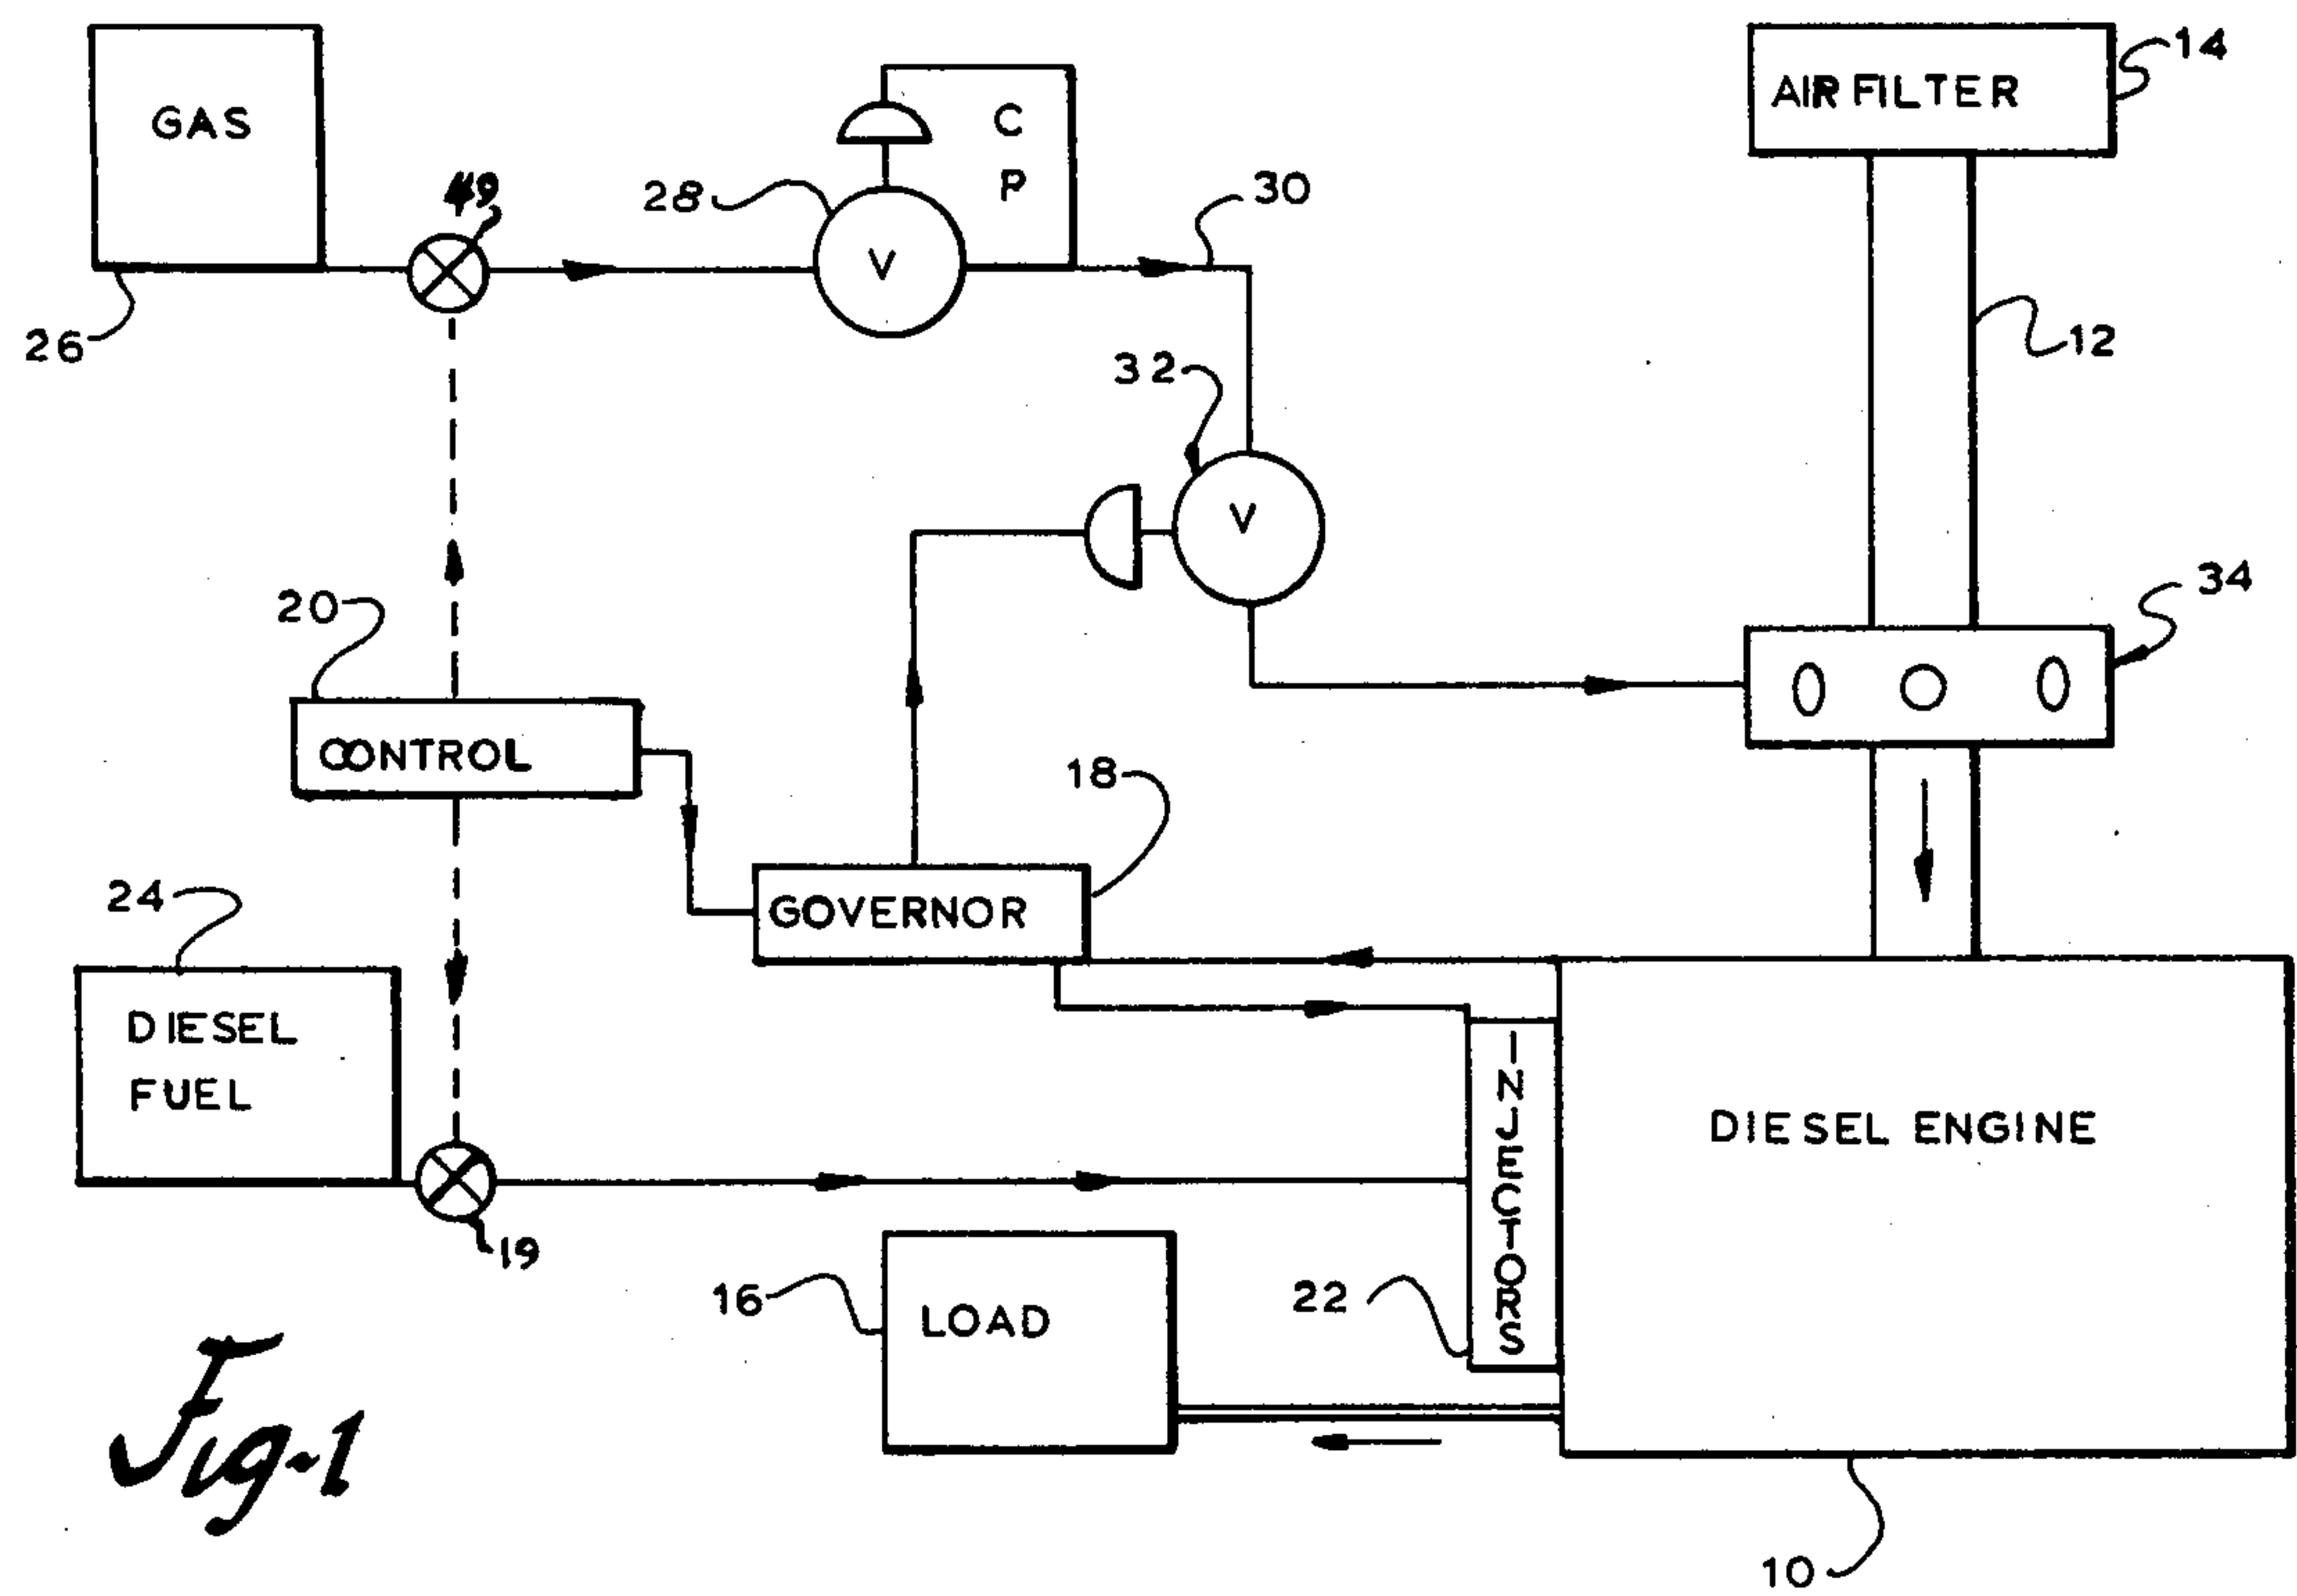 GAS
AIR FILTER
14
C
P
49
28
V
30
26
12
32
V
34
20
CONTROL
18
GOVERNOR
24
DIESEL
FUEL
INJECTORS
DIESEL ENGINE
19
16
LOAD
22
Fig-1
10